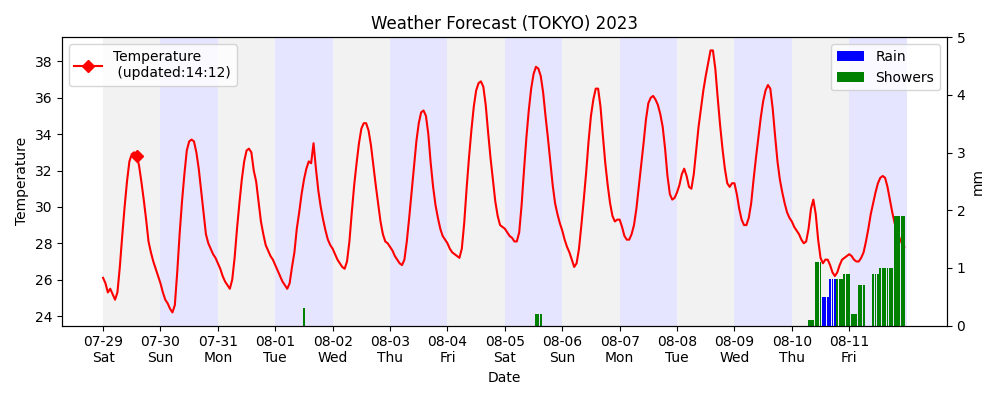 Weather Forecast (TOKYO) 2023
Temperature
(updated:14:12)
Rain
Showers
Temperature
38
36
34
32
30
28
26
24
5
4
3
2
1
0
mm
07-29 07-30 07-31 08-01 08-02 08-03 08-04 08-05 08-06 08-07 08-08 08-09 08-10 08-11
Sat Sun Mon Tue Wed Thu Fri Sat Sun Mon Tue Wed Thu Fri
Date